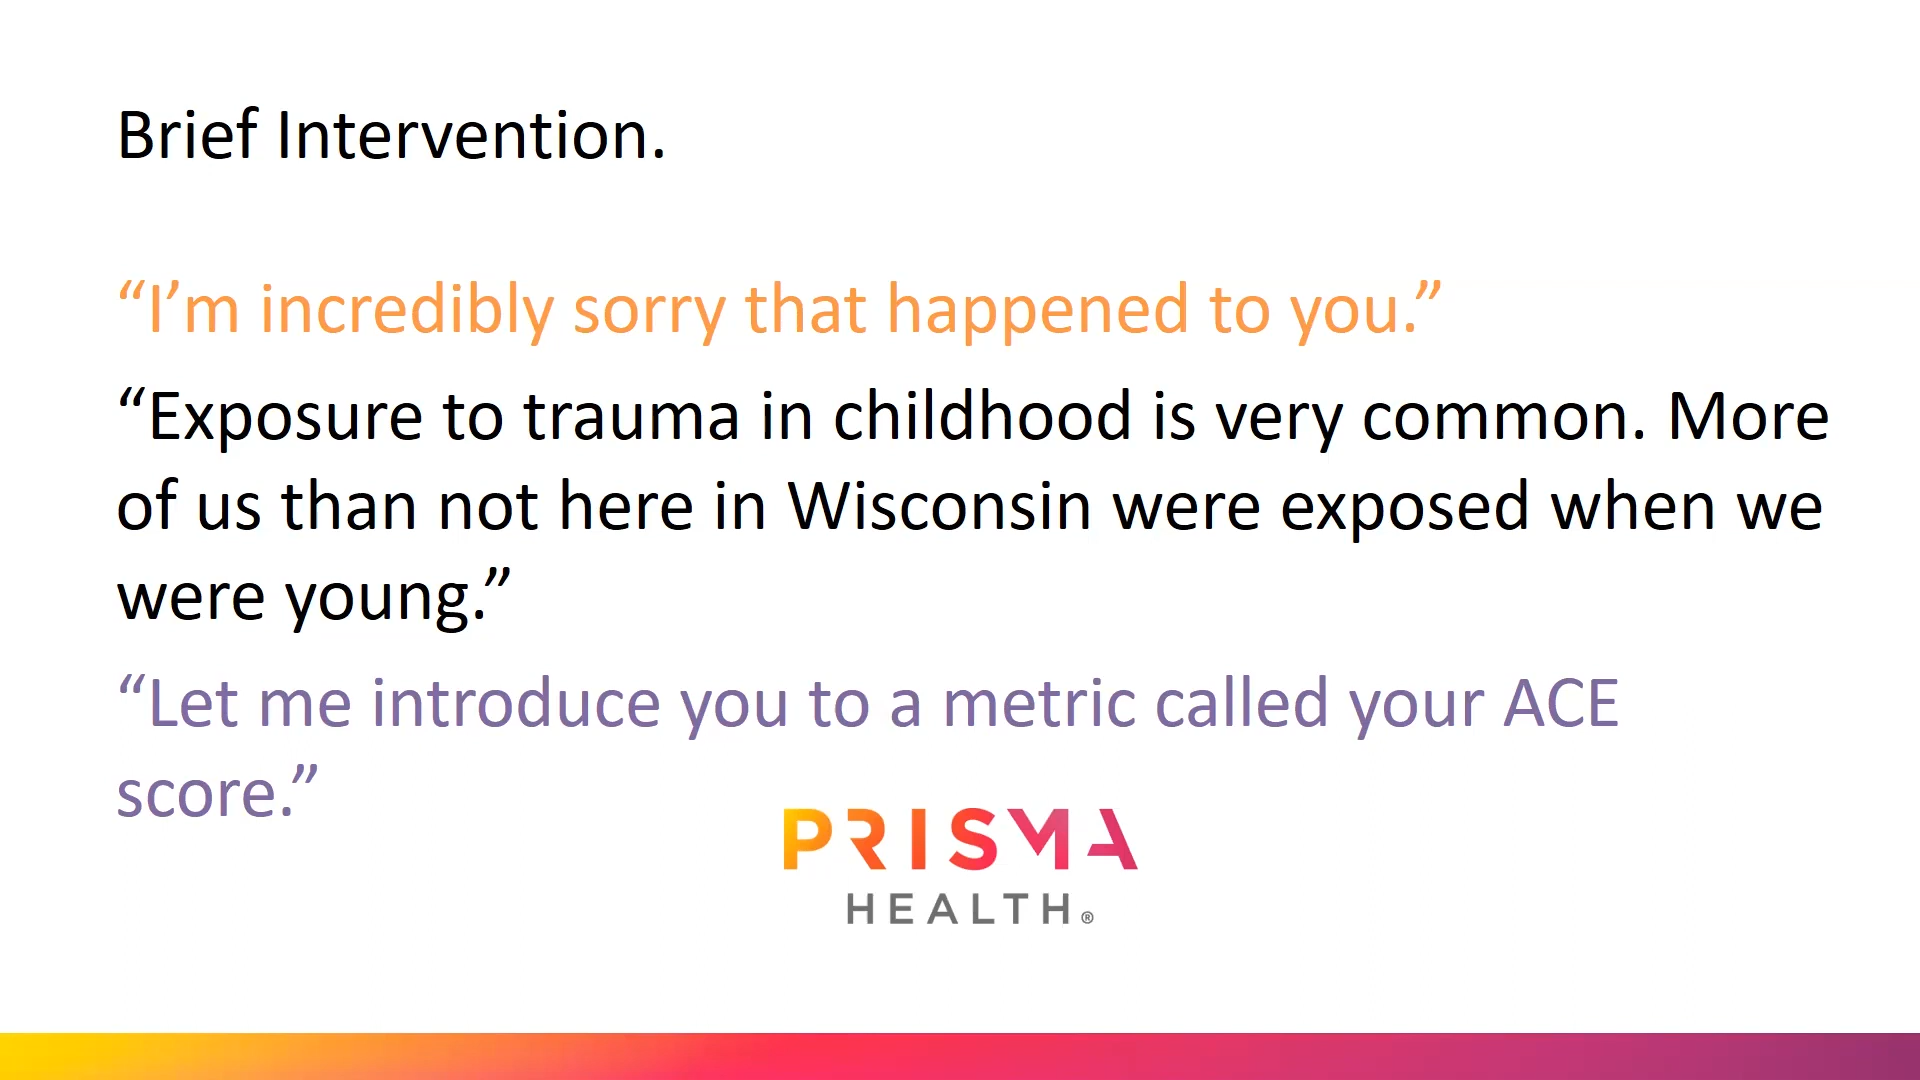 Brief Intervention.
“I’m incredibly sorry that happened to you.”
“Exposure to trauma in childhood is very common. More
of us than not here in Wisconsin were exposed when we
were young.”
“Let me introduce you to a metric called your ACE
score.”
PRISMA
HEALTH®